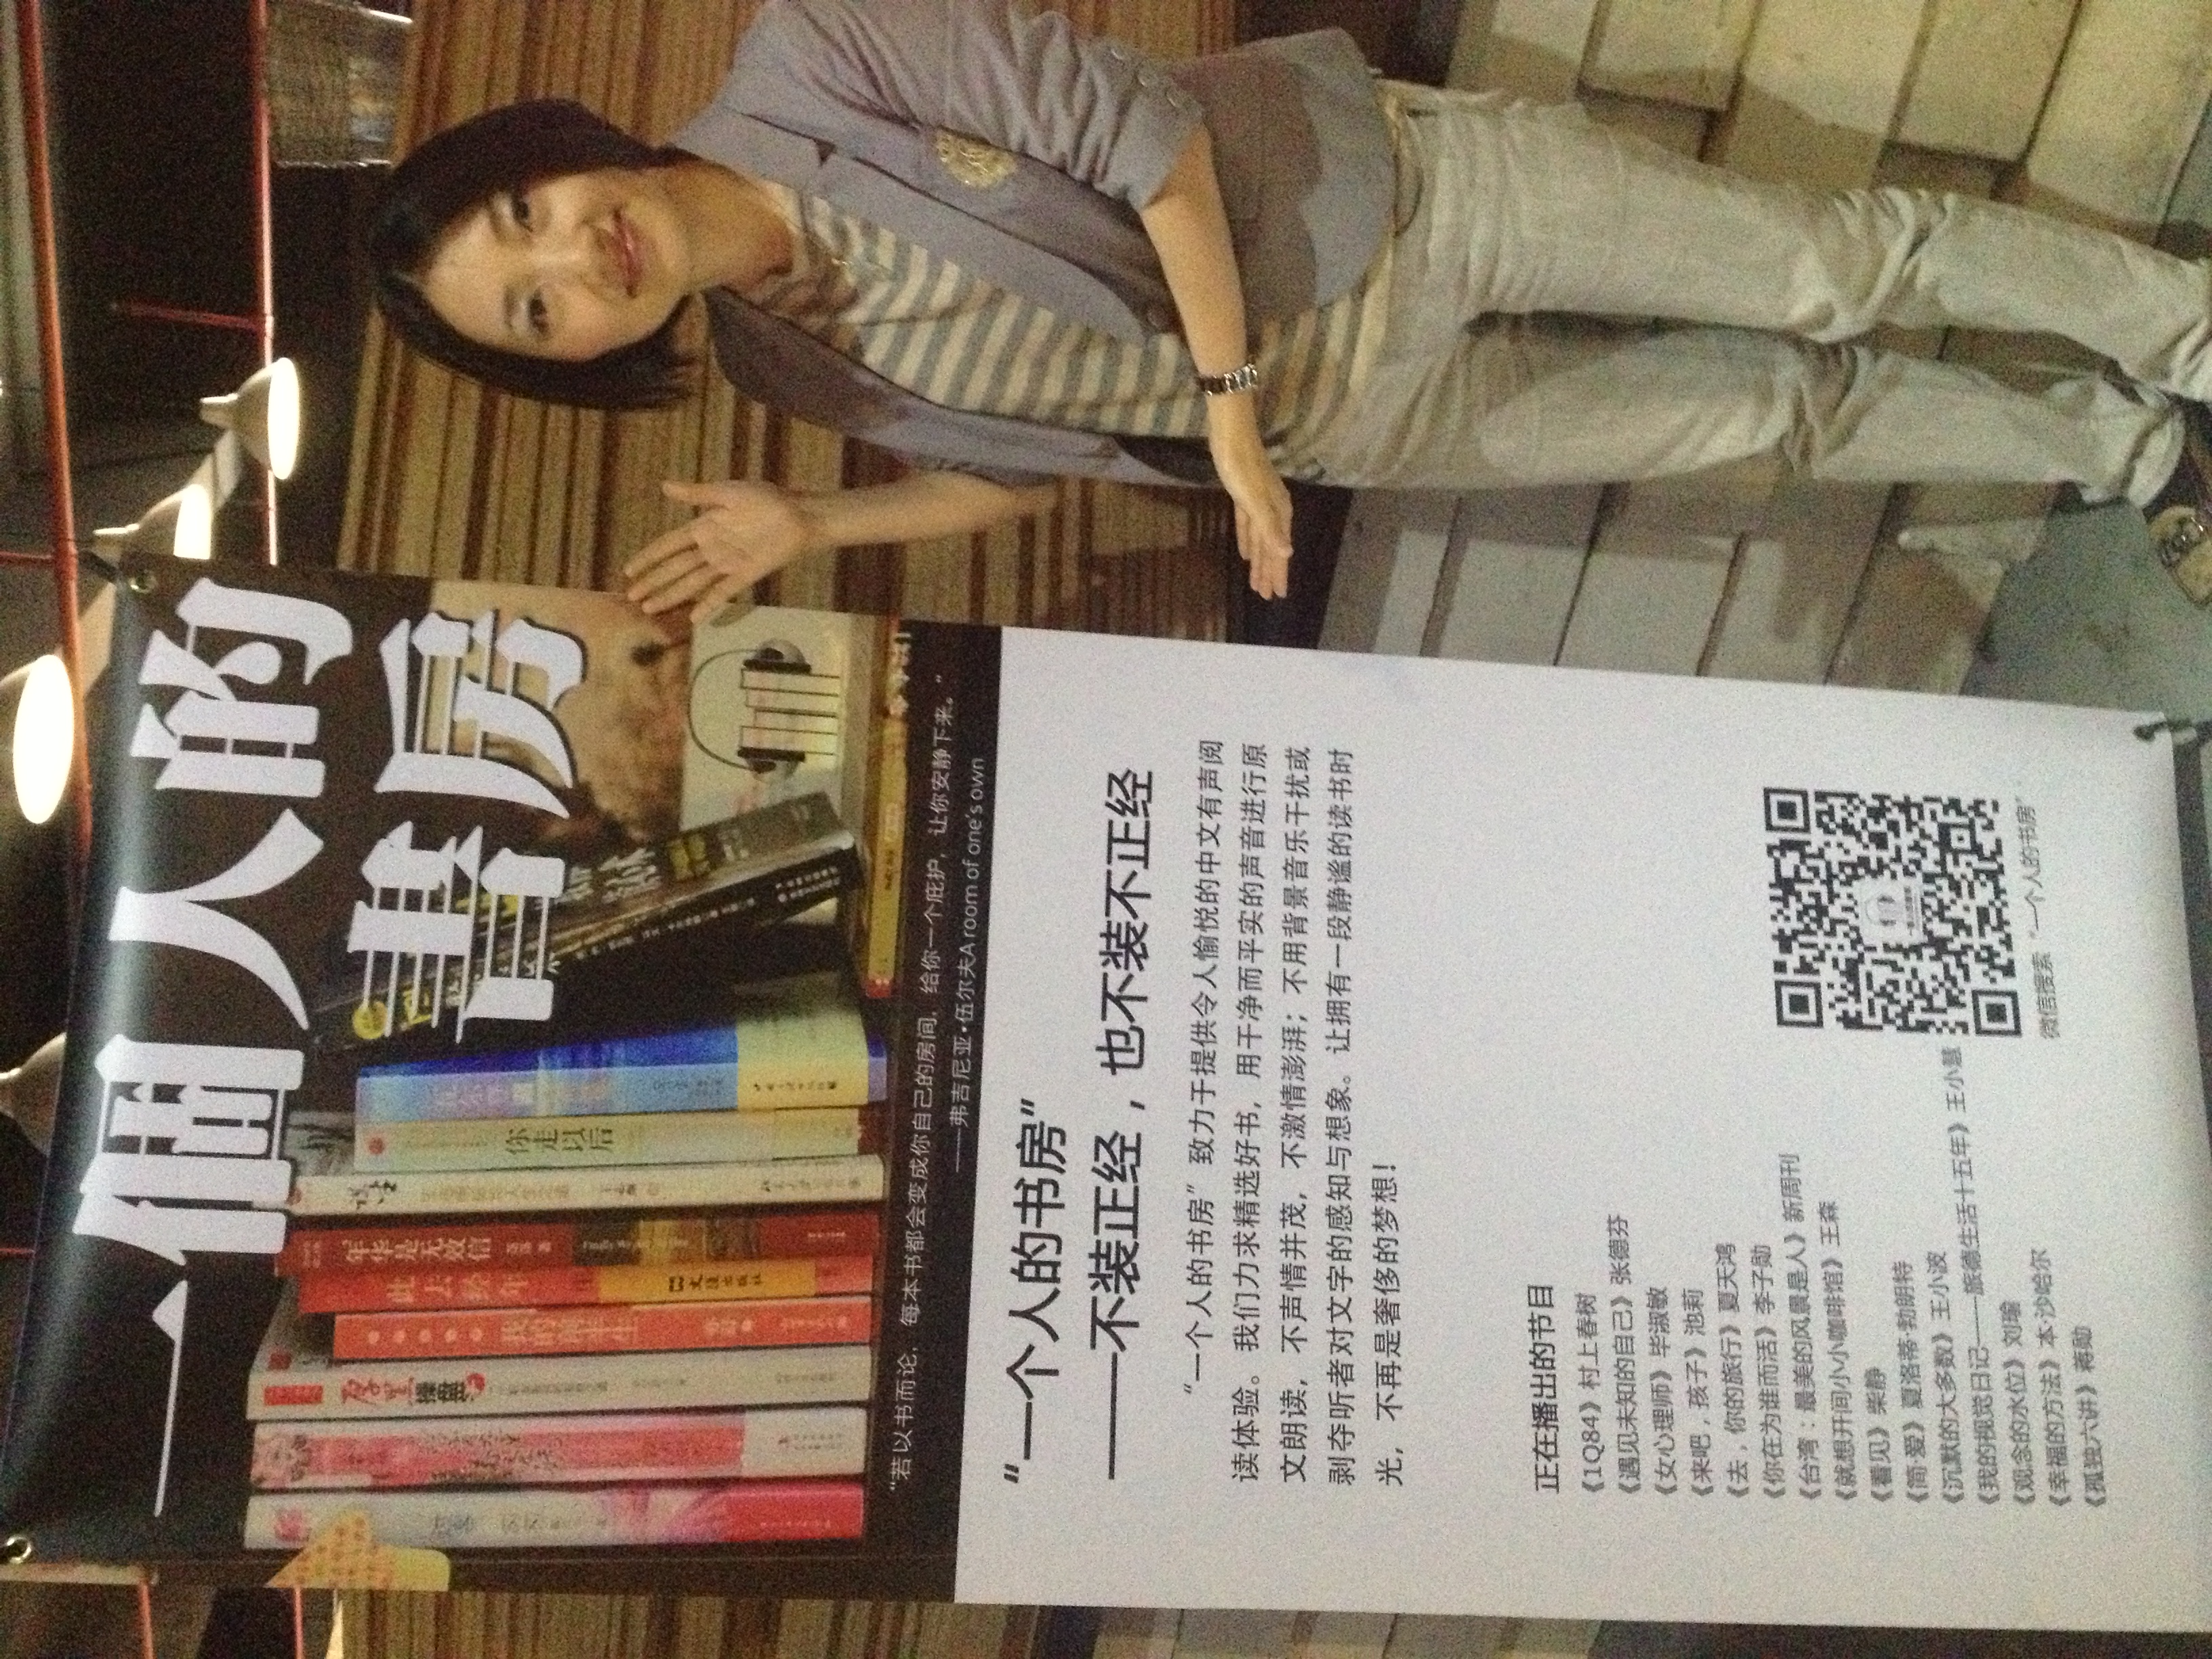 一個人的
書房
厚黑操盘
此去经年
年华是无效信
你走以后
“若以书而论，每本书都会变成你自己的房间，给你一个庇护，让你安静下来。”
——弗吉尼亚•伍尔夫A room of one's own
“一个人的书房”
——不装正经，也不装不正经
“一个人的书房”致力于提供令人愉悦的中文有声阅
读体验。我们力求精选好书，用干净而平实的声音进行原
文朗读，不声情并茂，不激情澎湃；不用背景音乐干扰或
剥夺听者对文字的感知与想象。让拥有一段静谧的读书时
光，不再是奢侈的梦想！
正在播出的节目
《1Q84》村上春树
《遇见未知的自己》张德芬
《女心理师》毕淑敏
《来吧，孩子》池莉
《去，你的旅行》夏天鸿
《你在为谁而活》李子勋
《台湾：最美的风景是人》新周刊
《就想开间小小咖啡馆》王森
《看见》柴静
《简·爱》夏洛蒂·勃朗特
《沉默的大多数》王小波
《我的视觉日记——旅德生活十五年》王小慧
《观念的水位》刘瑜
《幸福的方法》本·沙哈尔
《孤独六讲》蒋勋
微信搜索“一个人的书房”